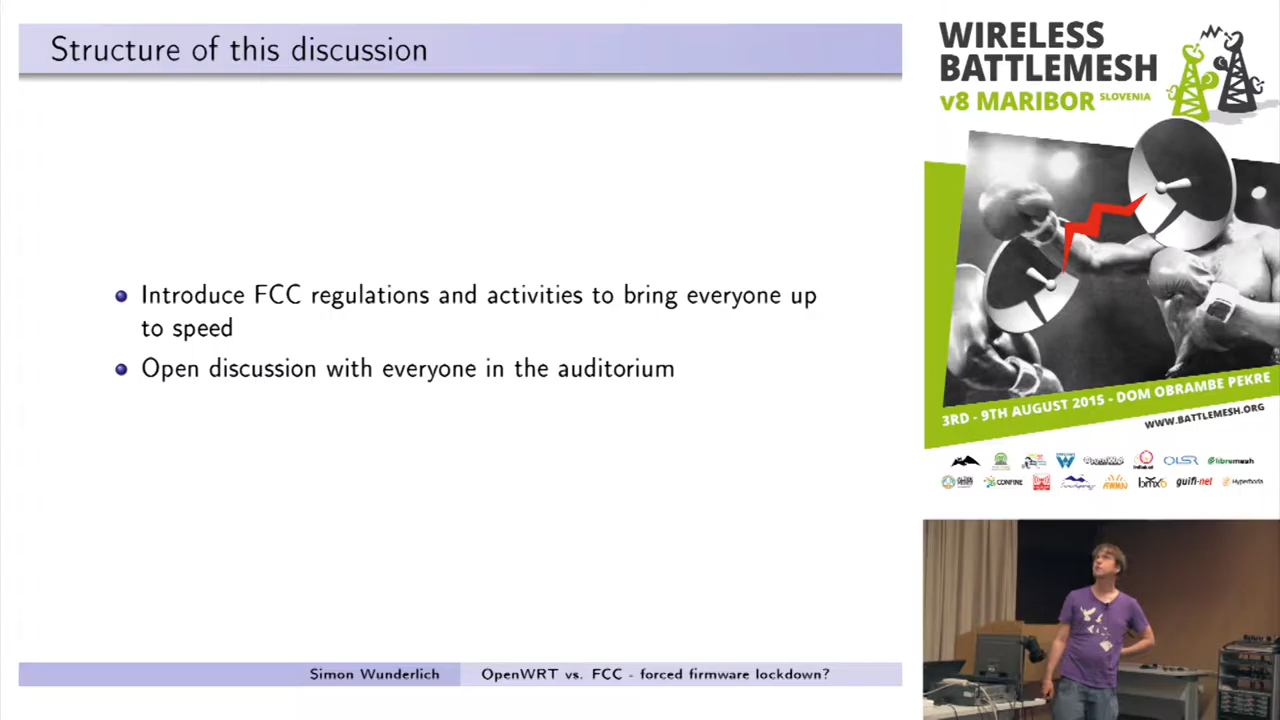 Structure of this discussion
Introduce FCC regulations and activities to bring everyone up
to speed
Open discussion with everyone in the auditorium
Simon Wunderlich
OpenWRT vs. FCC - forced firmware lockdown?
WIRELESS
BATTLEMESH
v8 MARIBOR SLOVENIA
3RD - 9TH AUGUST 2015 - DOM OBRAMBE PEKRE
WWW.BATTLEMESH.ORG
OpenWrt
OLSR
libremesh
CONFINE
bmx6
guifi·net
Hyperboria